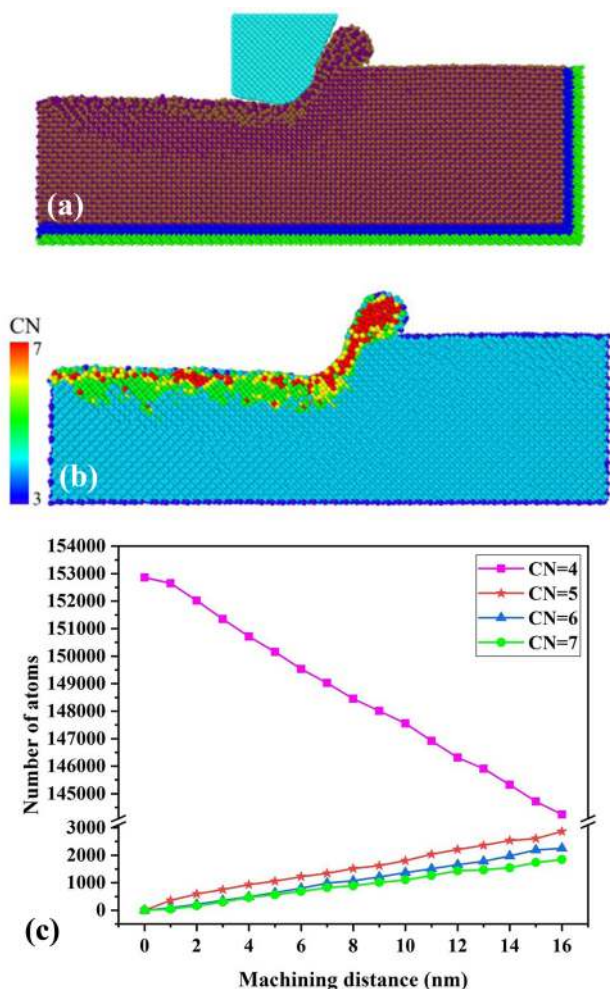 (a)
CN
7
3
(b)
154000
153000
152000
151000
150000
149000
148000
147000
146000
145000
3000
2000
1000
0
Number of atoms
CN=4
CN=5
CN=6
CN=7
(c)
0 2 4 6 8 10 12 14 16
Machining distance (nm)